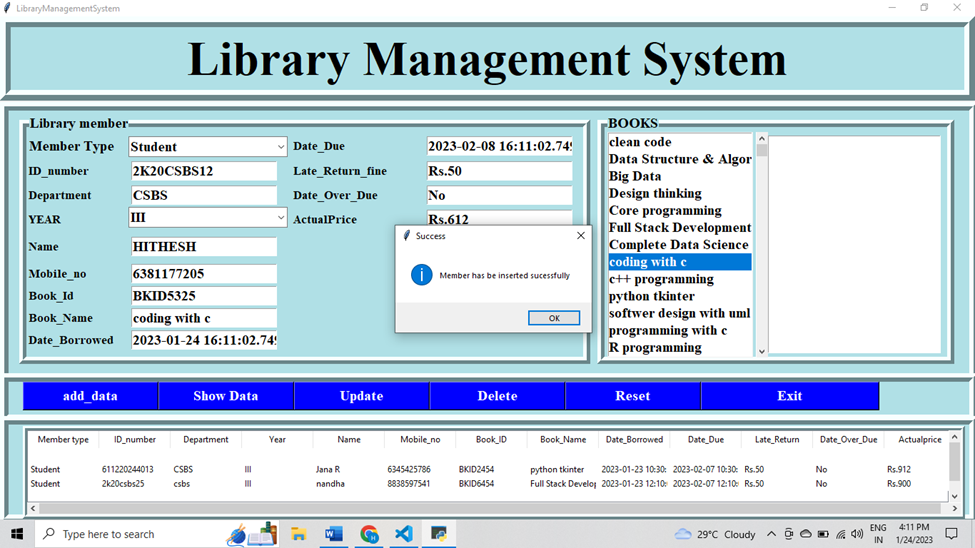 LibraryManagementSystem
Library Management System
Library member
Member Type Student
ID_number 2K20CSBS12
Department CSBS
YEAR III
Name HITHESH
Mobile_no 6381177205
Book_Id BKID5325
Book_Name coding with c
Date_Borrowed 2023-01-24 16:11:02.749
Date_Due 2023-02-08 16:11:02.749
Late_Return_fine Rs.50
Date_Over_Due No
ActualPrice Rs.612
Success
Member has be inserted sucessfully
OK
BOOKS
clean code
Data Structure & Algor
Big Data
Design thinking
Core programming
Full Stack Development
Complete Data Science
coding with c
c++ programming
python tkinter
softwer design with uml
programming with c
R programming
add_data Show Data Update Delete Reset Exit
Member type ID_number Department Year Name Mobile_no Book_ID Book_Name Date_Borrowed Date_Due Late_Return Date_Over_Due Actualprice
Student 611220244013 CSBS III Jana R 6345425786 BKID2454 python tkinter 2023-01-23 10:30: 2023-02-07 10:30: Rs.50 No Rs.912
Student 2k20csbs25 csbs III nandha 8838597541 BKID6454 Full Stack Develop 2023-01-23 12:10: 2023-02-07 12:10: Rs.50 No Rs.900
Type here to search
29°C Cloudy
ENG
IN
4:11 PM
1/24/2023